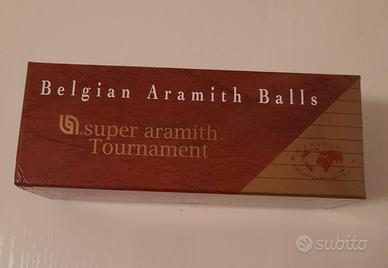 Belgian Aramith Balls
super aramith®
Tournament
subito